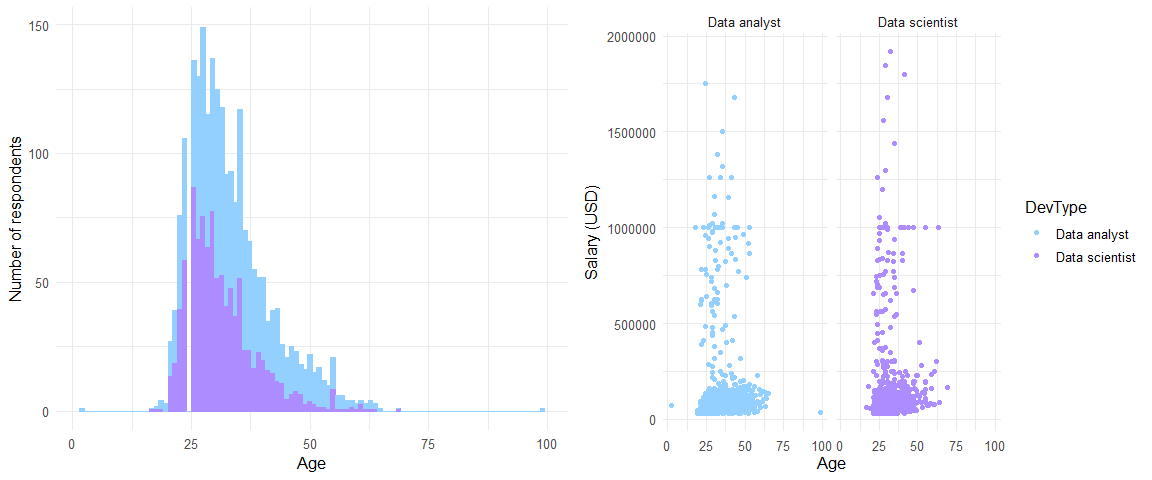 150
100
50
0
0
25
50
75
100
Number of respondents
Age
Data analyst
Data scientist
2000000
1500000
1000000
500000
0
0
25
50
75
100
0
25
50
75
100
Salary (USD)
Age
DevType
Data analyst
Data scientist